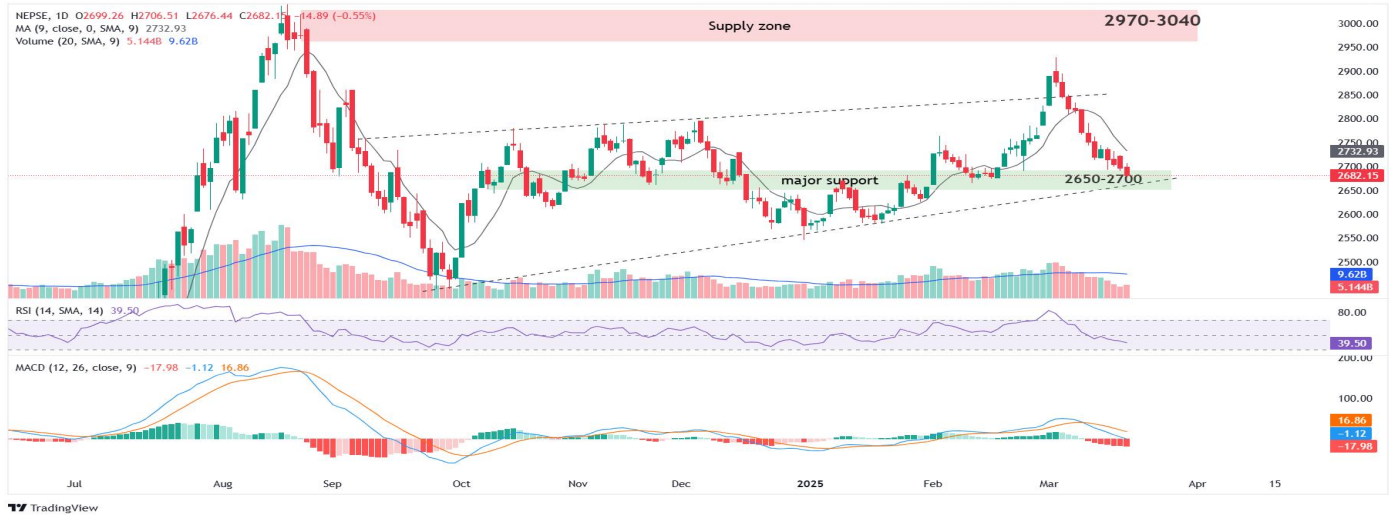 NEPSE, 1D O2699.26 H2706.51 L2676.44 C2682.15 −14.89 (−0.55%)
MA (9, close, 0, SMA, 9) 2732.93
Volume (20, SMA, 9) 5.144B 9.62B
Supply zone
2970-3040
major support
2650-2700
3000.00
2950.00
2900.00
2850.00
2800.00
2750.00
2732.93
2700.00
2682.15
2650.00
2600.00
2550.00
2500.00
9.62B
5.144B
RSI (14, SMA, 14) 39.50
80.00
39.50
MACD (12, 26, close, 9) −17.98 −1.12 16.86
200.00
100.00
16.86
−1.12
−17.98
Jul Aug Sep Oct Nov Dec 2025 Feb Mar Apr 15
TradingView